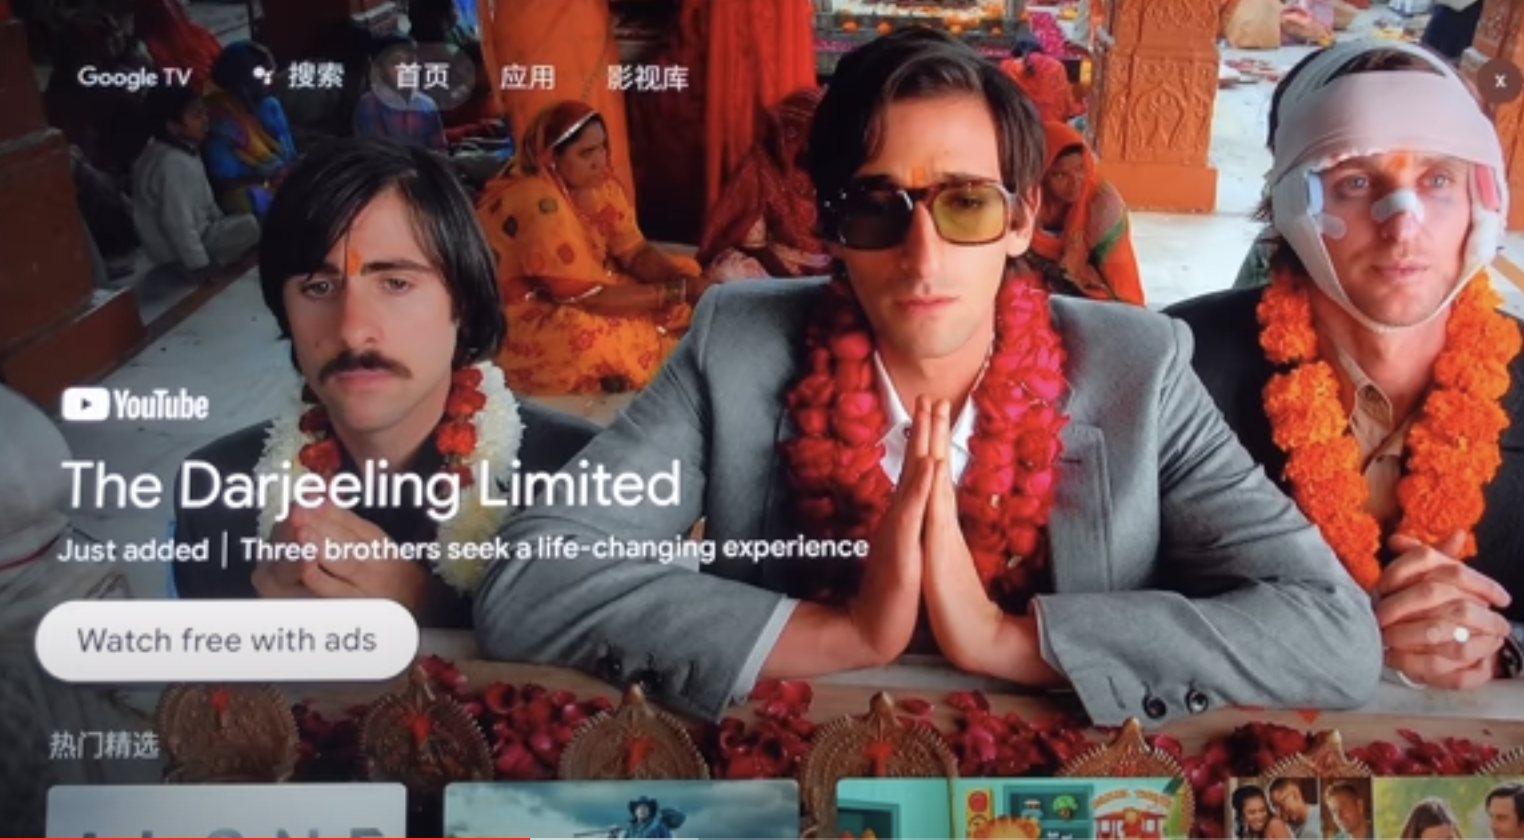 Google TV 搜索 首页 应用 影视库
X
YouTube
The Darjeeling Limited
Just added | Three brothers seek a life-changing experience
Watch free with ads
热门精选